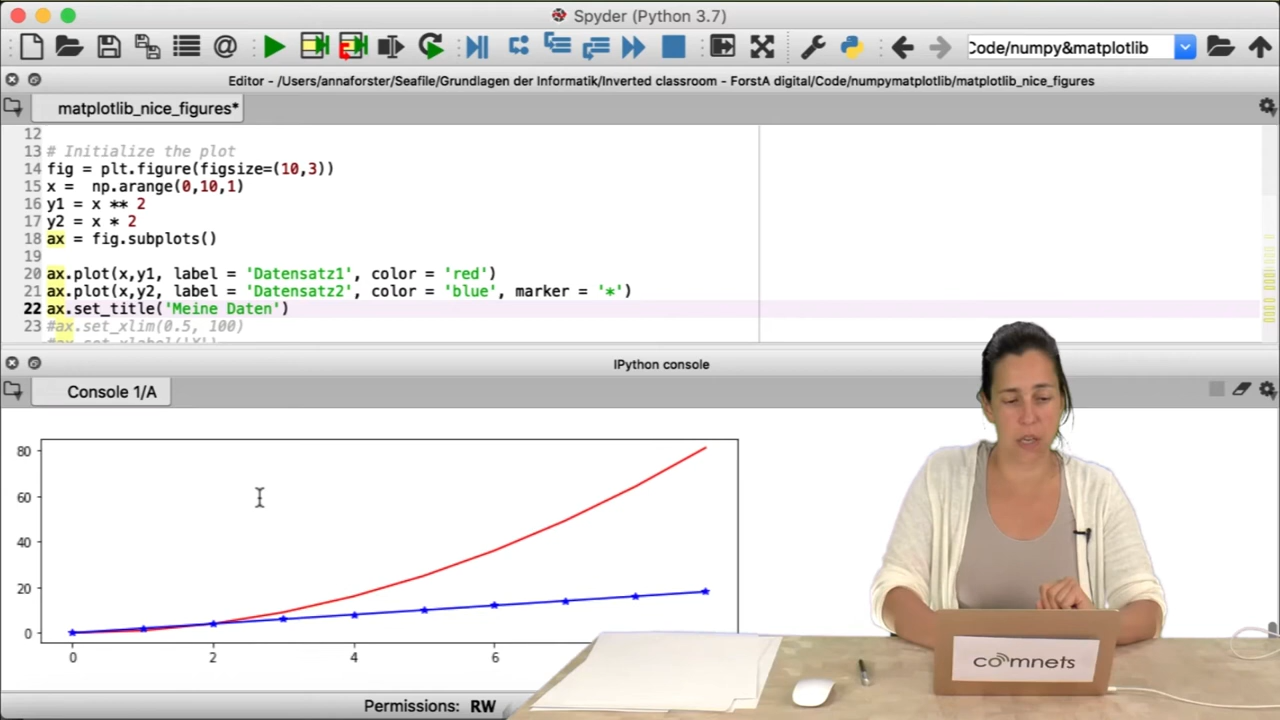 Spyder (Python 3.7)
Code/numpy&matplotlib
Editor - /Users/annaforster/Seafile/Grundlagen der Informatik/Inverted classroom - ForstA digital/Code/numpymatplotlib/matplotlib_nice_figures
matplotlib_nice_figures*
12
13 # Initialize the plot
14 fig = plt.figure(figsize=(10,3))
15 x =  np.arange(0,10,1)
16 y1 = x ** 2
17 y2 = x * 2
18 ax = fig.subplots()
19
20 ax.plot(x,y1, label = 'Datensatz1', color = 'red')
21 ax.plot(x,y2, label = 'Datensatz2', color = 'blue', marker = '*')
22 ax.set_title('Meine Daten')
23 #ax.set_xlim(0.5, 100)
#ax.set_xlabel('X')
IPython console
Console 1/A
80
60
40
20
0
0 2 4 6
comnets
Permissions: RW